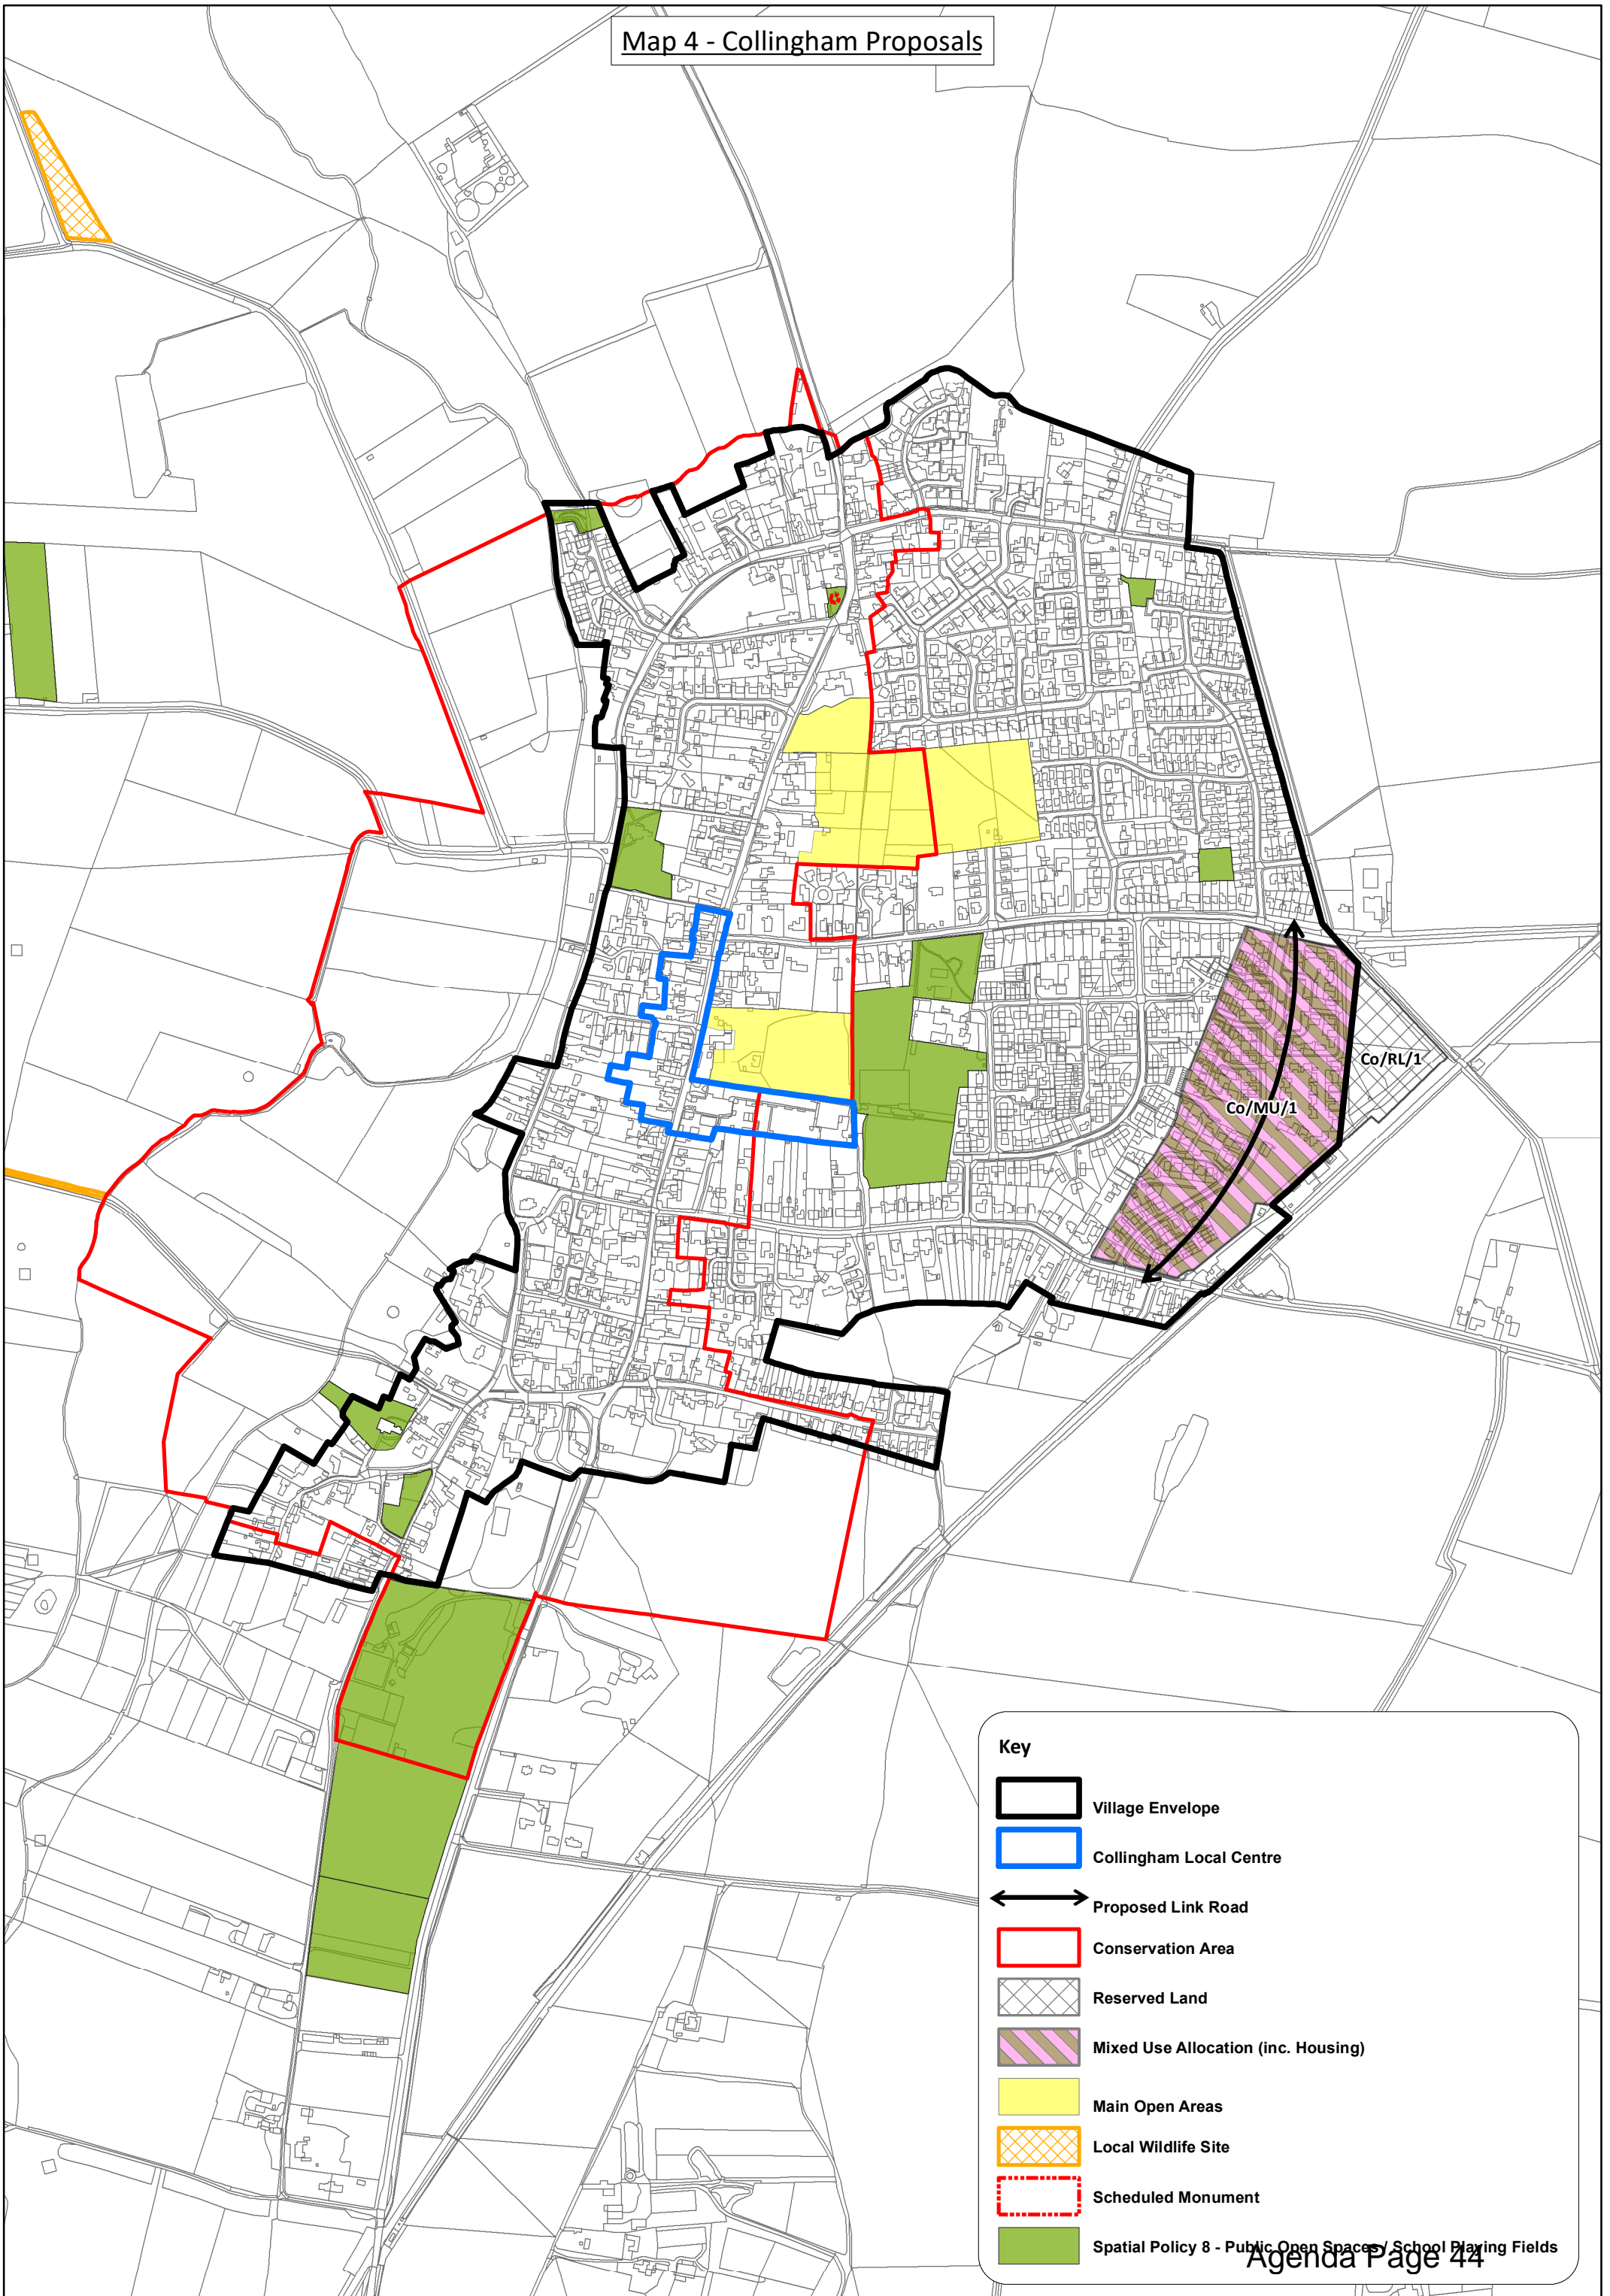 Map 4 - Collingham Proposals
Co/RL/1
Co/MU/1
Key
Village Envelope
Collingham Local Centre
Proposed Link Road
Conservation Area
Reserved Land
Mixed Use Allocation (inc. Housing)
Main Open Areas
Local Wildlife Site
Scheduled Monument
Spatial Policy 8 - Public Open Spaces / School Playing Fields
Agenda Page 44